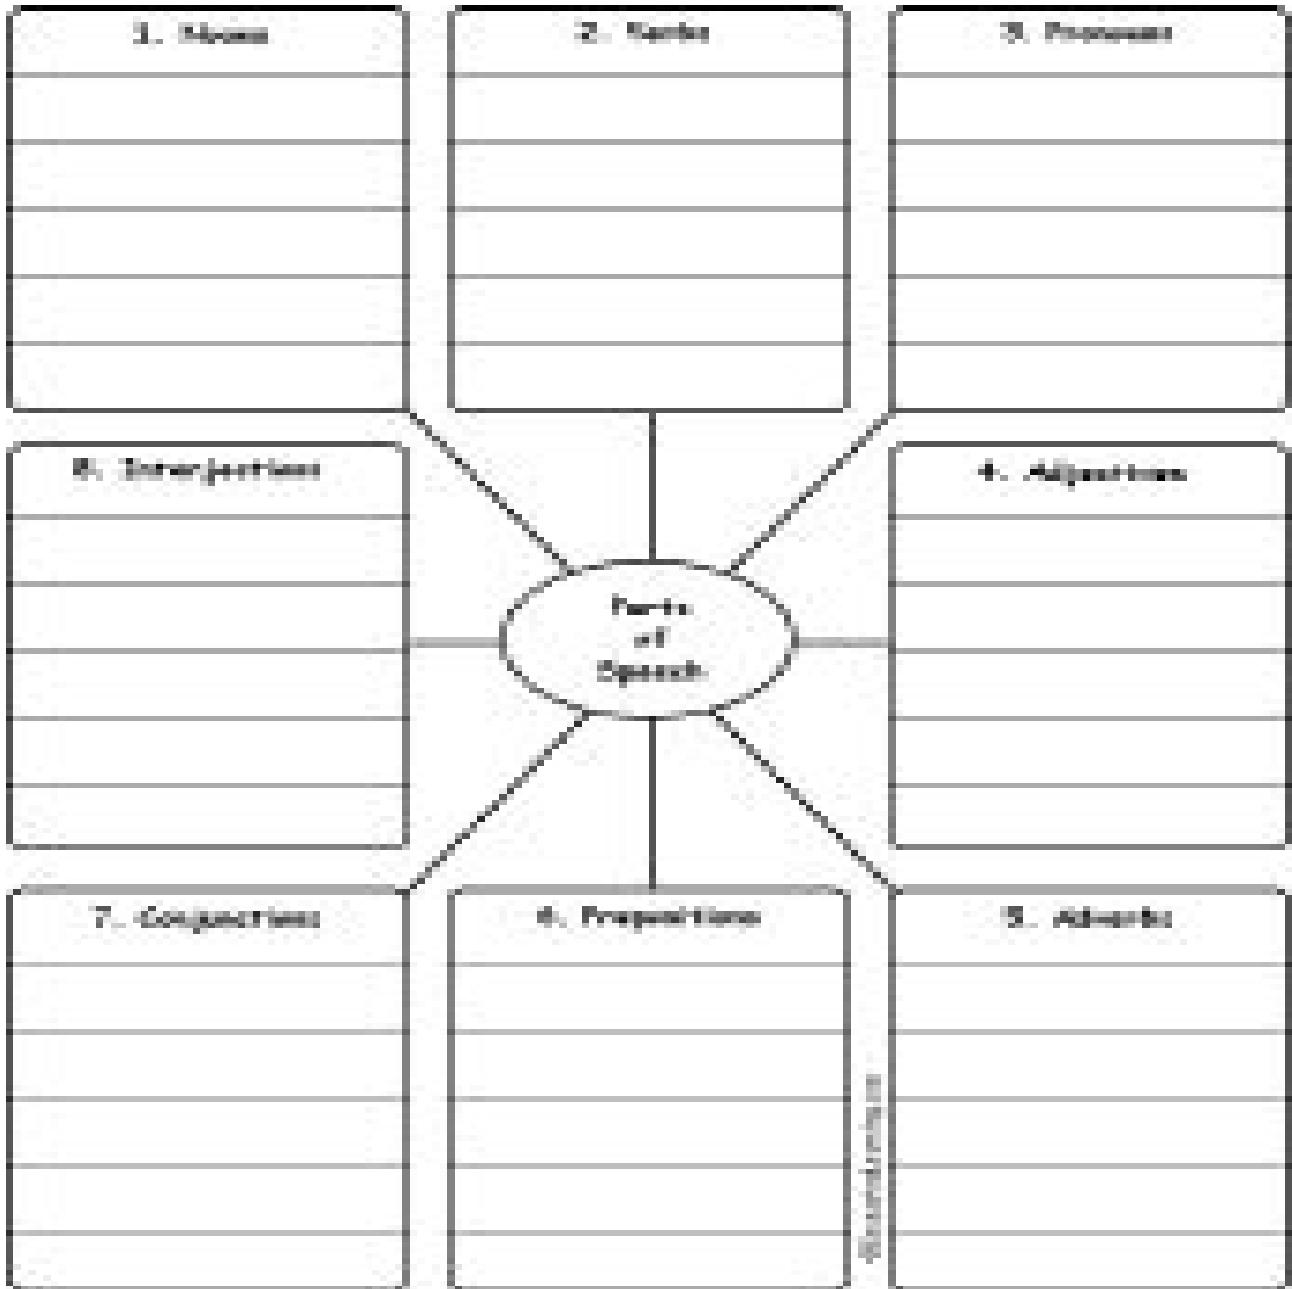 1. Nouns
2. Verbs
3. Pronouns
8. Interjections
4. Adjectives
Parts
of
Speech
7. Conjunctions
6. Prepositions
5. Adverbs